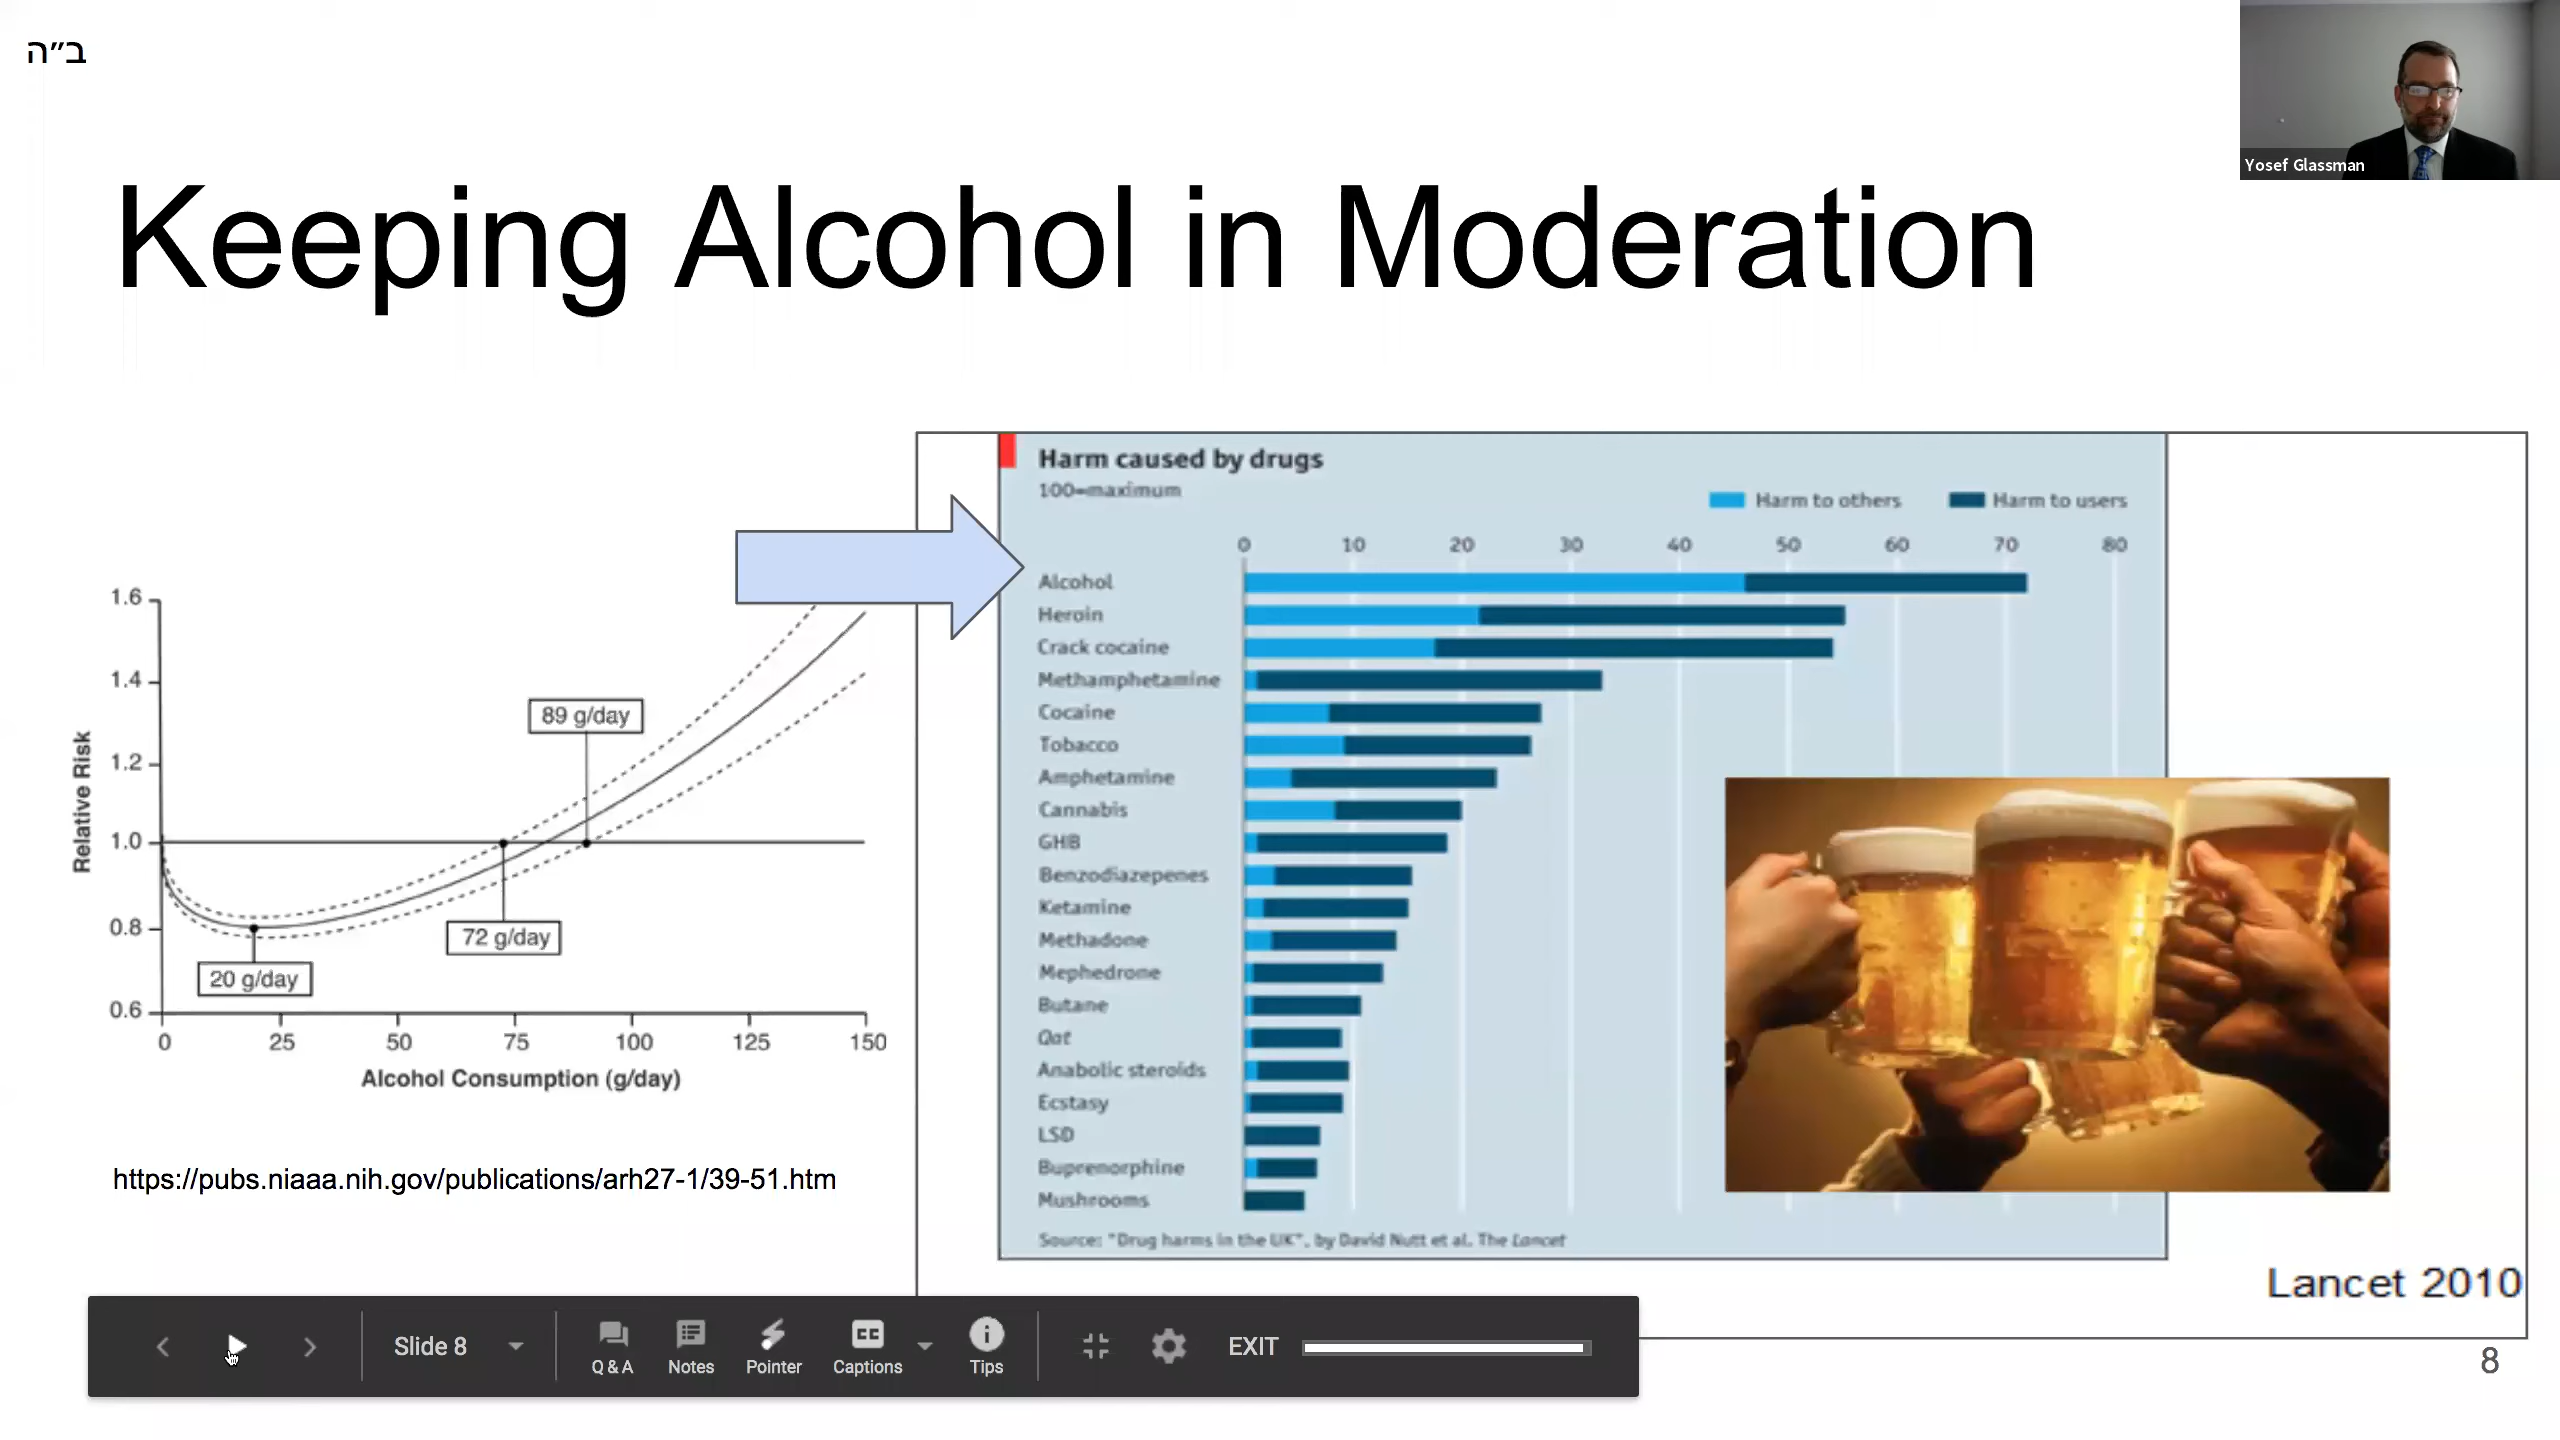 ב״ה
Yosef Glassman
Keeping Alcohol in Moderation
1.6
1.4
1.2
1.0
0.8
0.6
Relative Risk
89 g/day
72 g/day
20 g/day
0 25 50 75 100 125 150
Alcohol Consumption (g/day)
https://pubs.niaaa.nih.gov/publications/arh27-1/39-51.htm
Harm caused by drugs
100=maximum
Harm to others Harm to users
0 10 20 30 40 50 60 70 80
Alcohol
Heroin
Crack cocaine
Methamphetamine
Cocaine
Tobacco
Amphetamine
Cannabis
GHB
Benzodiazepenes
Ketamine
Methadone
Mephedrone
Butane
Qat
Anabolic steroids
Ecstasy
LSD
Buprenorphine
Mushrooms
Source: "Drug harms in the UK", by David Nutt et al. The Lancet
Lancet 2010
Slide 8
Q & A
Notes
Pointer
CC
Captions
Tips
EXIT
8